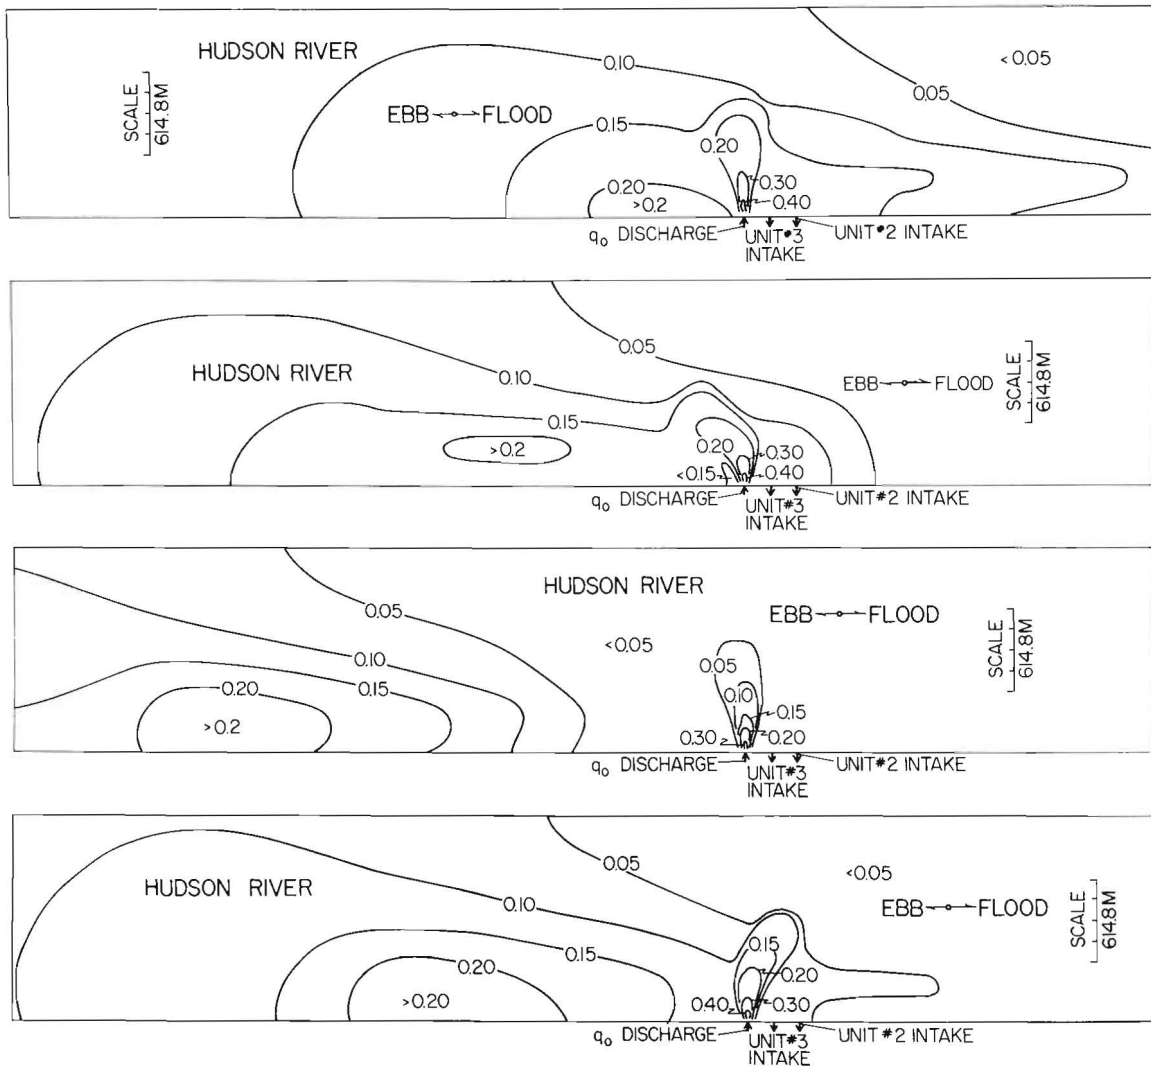 HUDSON RIVER
0.10
<0.05
0.05
SCALE
614.8M
EBB FLOOD
0.15
0.20
0.30
0.20
>0.2
0.40
q₀ DISCHARGE
UNIT#3
INTAKE
UNIT#2 INTAKE
0.05
HUDSON RIVER
0.10
EBB FLOOD
SCALE
614.8M
0.15
>0.2
0.20
0.30
<0.15
0.40
q₀ DISCHARGE
UNIT#3
INTAKE
UNIT#2 INTAKE
HUDSON RIVER
0.05
EBB FLOOD
SCALE
614.8M
<0.05
0.10
0.05
0.20
0.15
0.10
0.15
>0.2
0.30
0.20
q₀ DISCHARGE
UNIT#3
INTAKE
UNIT#2 INTAKE
0.05
<0.05
HUDSON RIVER
0.10
EBB FLOOD
SCALE
614.8M
0.15
0.20
0.15
0.20
>0.20
0.40
0.30
q₀ DISCHARGE
UNIT#3
INTAKE
UNIT#2 INTAKE